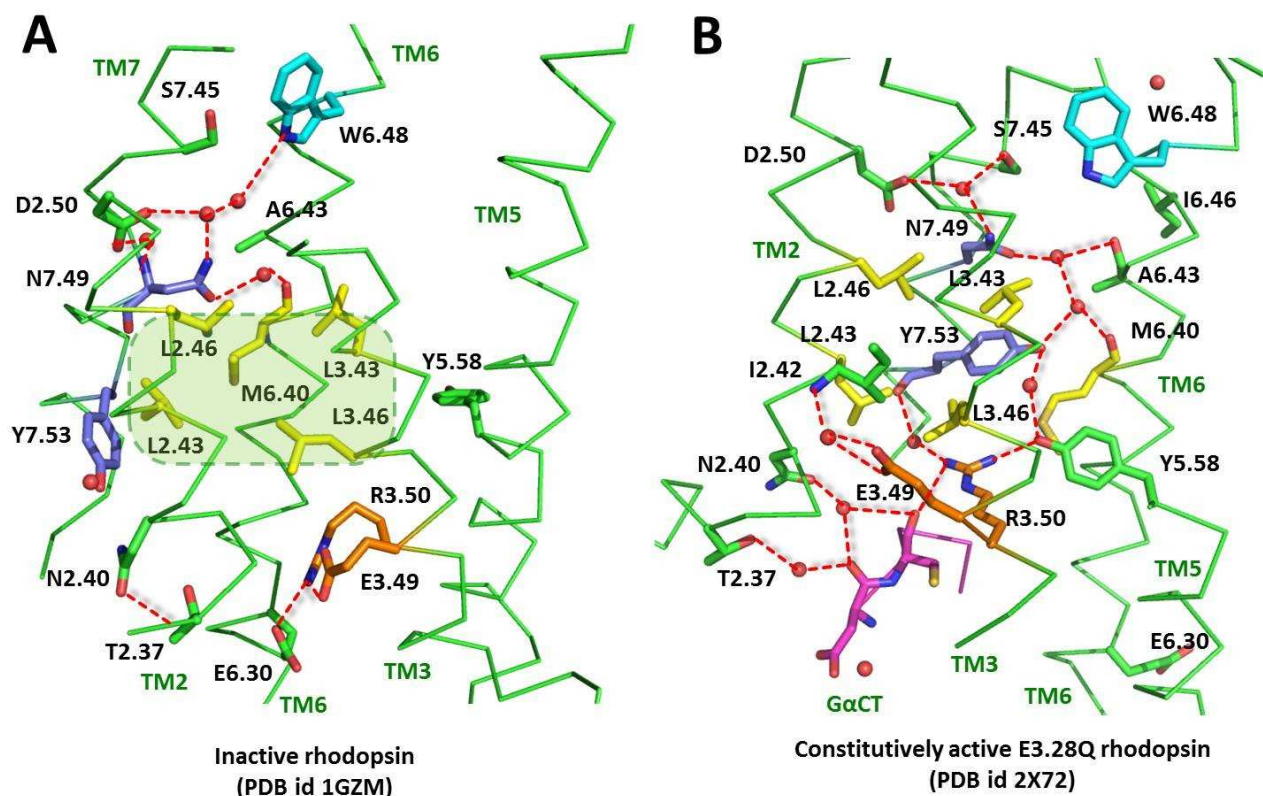 A
TM7
TM6
S7.45
W6.48
D2.50
A6.43
TM5
N7.49
L2.46
L3.43
Y5.58
M6.40
L3.46
Y7.53
L2.43
R3.50
N2.40
E3.49
T2.37
E6.30
TM3
TM2
TM6
Inactive rhodopsin
(PDB id 1GZM)
B
W6.48
S7.45
D2.50
I6.46
N7.49
TM2
L3.43
A6.43
L2.46
M6.40
L2.43
Y7.53
I2.42
TM6
L3.46
N2.40
Y5.58
E3.49
R3.50
T2.37
TM5
E6.30
TM3
TM6
GαCT
Constitutively active E3.28Q rhodopsin
(PDB id 2X72)